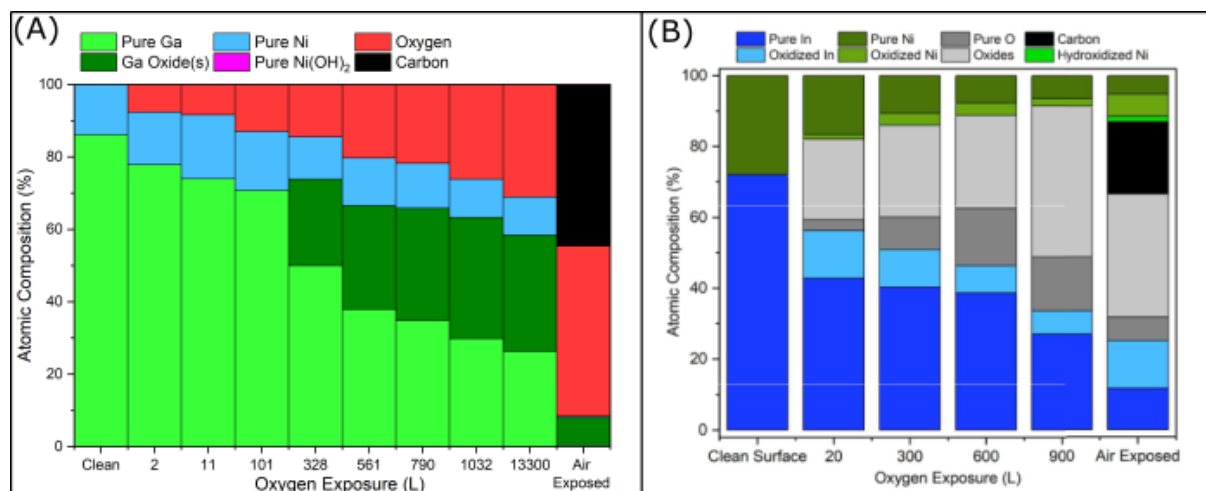 (A)
Pure Ga Pure Ni Oxygen
Ga Oxide(s) Pure Ni(OH)2 Carbon
100
80
60
40
20
0
Atomic Composition (%)
Clean 2 11 101 328 561 790 1032 13300 Air
Exposed
Oxygen Exposure (L)
(B)
Pure In Pure Ni Pure O Carbon
Oxidized In Oxidized Ni Oxides Hydroxidized Ni
100
80
60
40
20
0
Atomic Composition (%)
Clean Surface 20 300 600 900 Air Exposed
Oxygen Exposure (L)